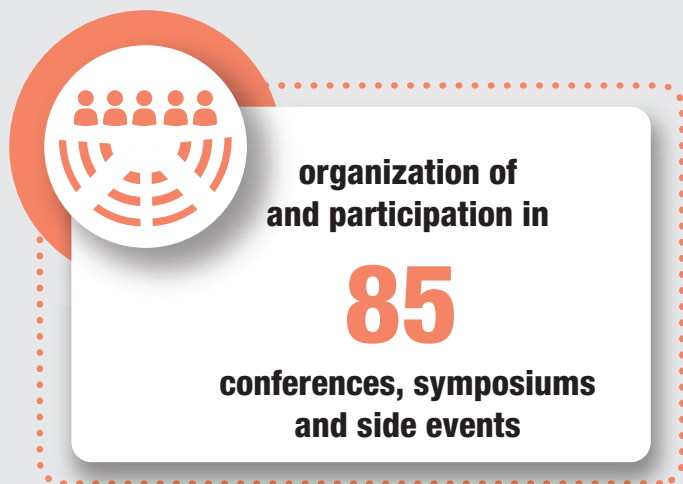 organization of
and participation in
85
conferences, symposiums
and side events